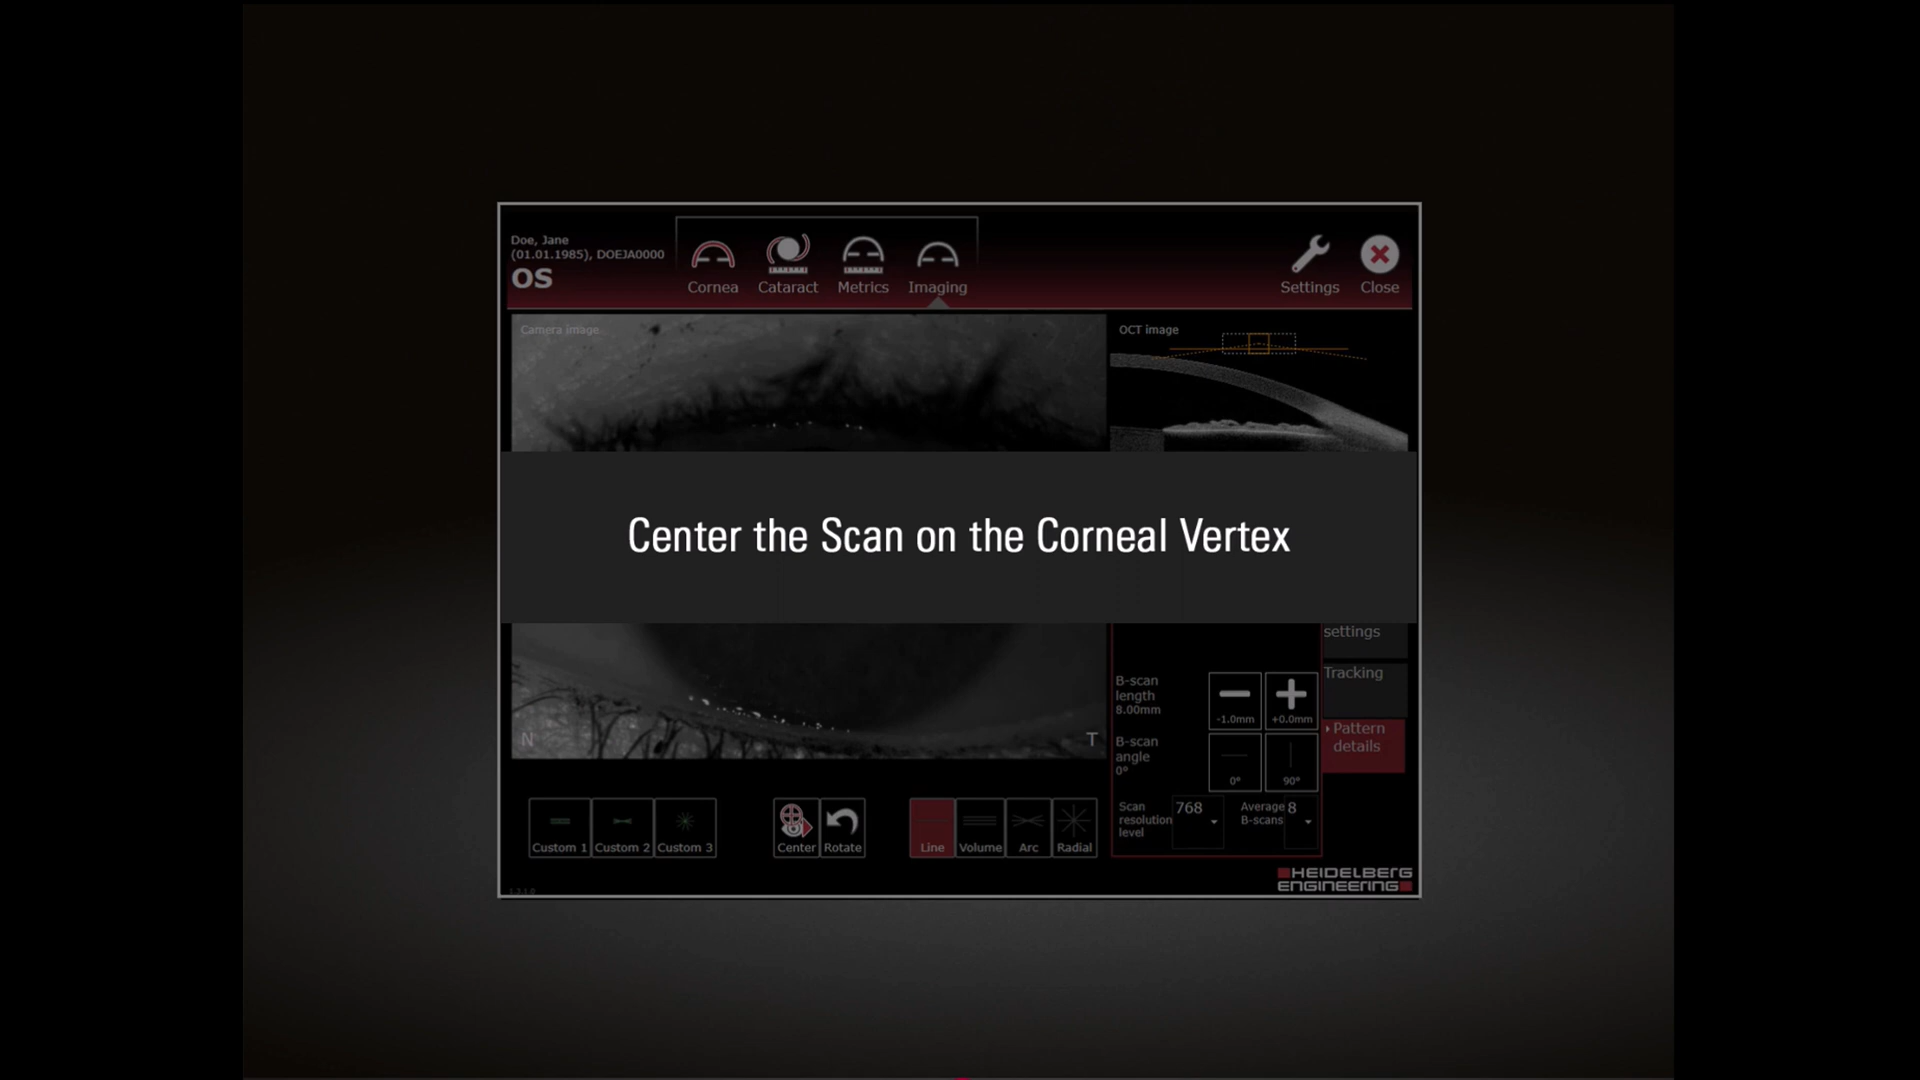 Doe, Jane
(01.01.1985), DOEJA0000
OS
Cornea
Cataract
Metrics
Imaging
Settings
Close
Camera image
OCT image
Center the Scan on the Corneal Vertex
settings
Tracking
Pattern
details
B-scan
length
8.00mm
-1.0mm
+0.0mm
B-scan
angle
0°
0°
90°
Scan
resolution
level
768
Average
B-scans
8
N
T
Custom 1
Custom 2
Custom 3
Center
Rotate
Line
Volume
Arc
Radial
HEIDELBERG
ENGINEERING